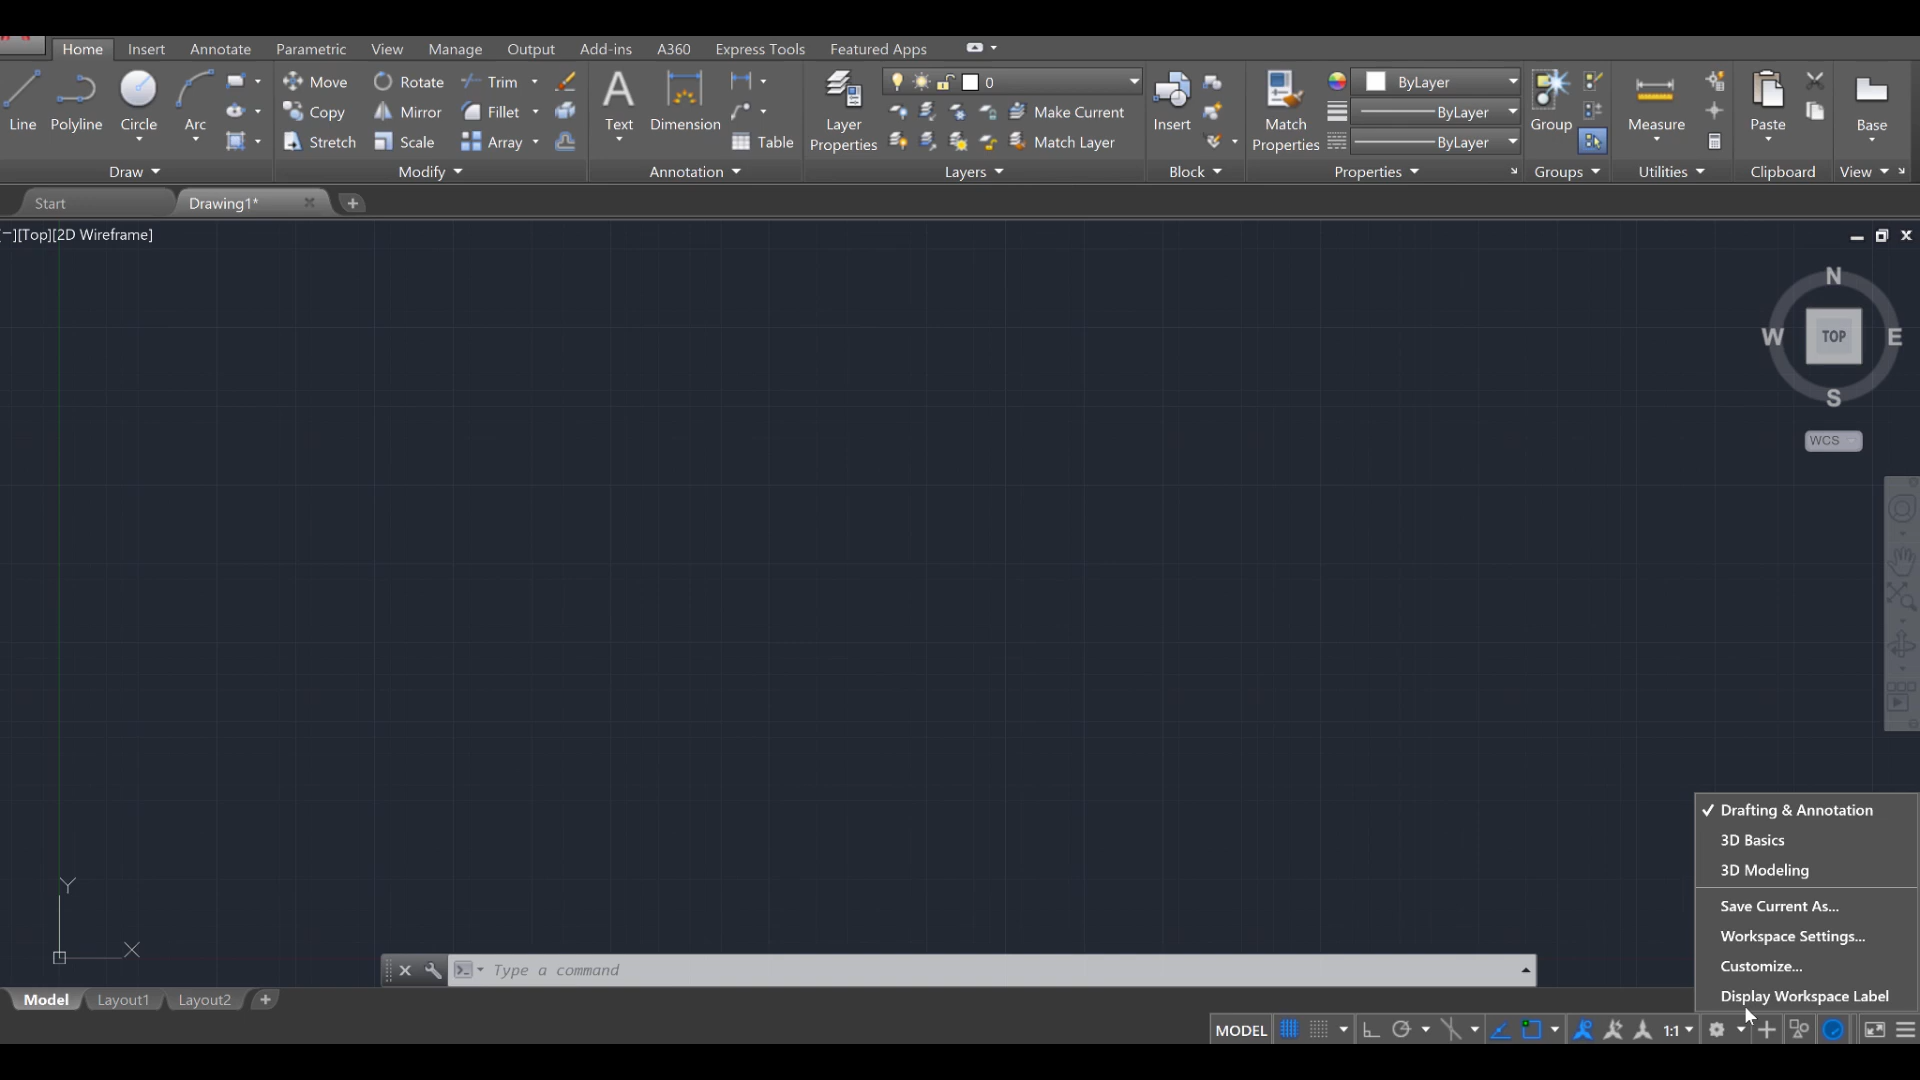 Home Insert Annotate Parametric View Manage Output Add-ins A360 Express Tools Featured Apps
Move Rotate Trim 0 ByLayer
Copy Mirror Fillet Make Current ByLayer
Line Polyline Circle Arc Text Dimension Layer Properties Insert Match Properties Group Measure Paste Base
Stretch Scale Array Table Match Layer ByLayer
Draw Modify Annotation Layers Block Properties Groups Utilities Clipboard View
Start Drawing1*
[−][Top][2D Wireframe]
N
W TOP E
S
WCS
Drafting & Annotation
3D Basics
3D Modeling
Save Current As...
Workspace Settings...
Customize...
Display Workspace Label
Y
X
Type a command
Model Layout1 Layout2
MODEL 1:1